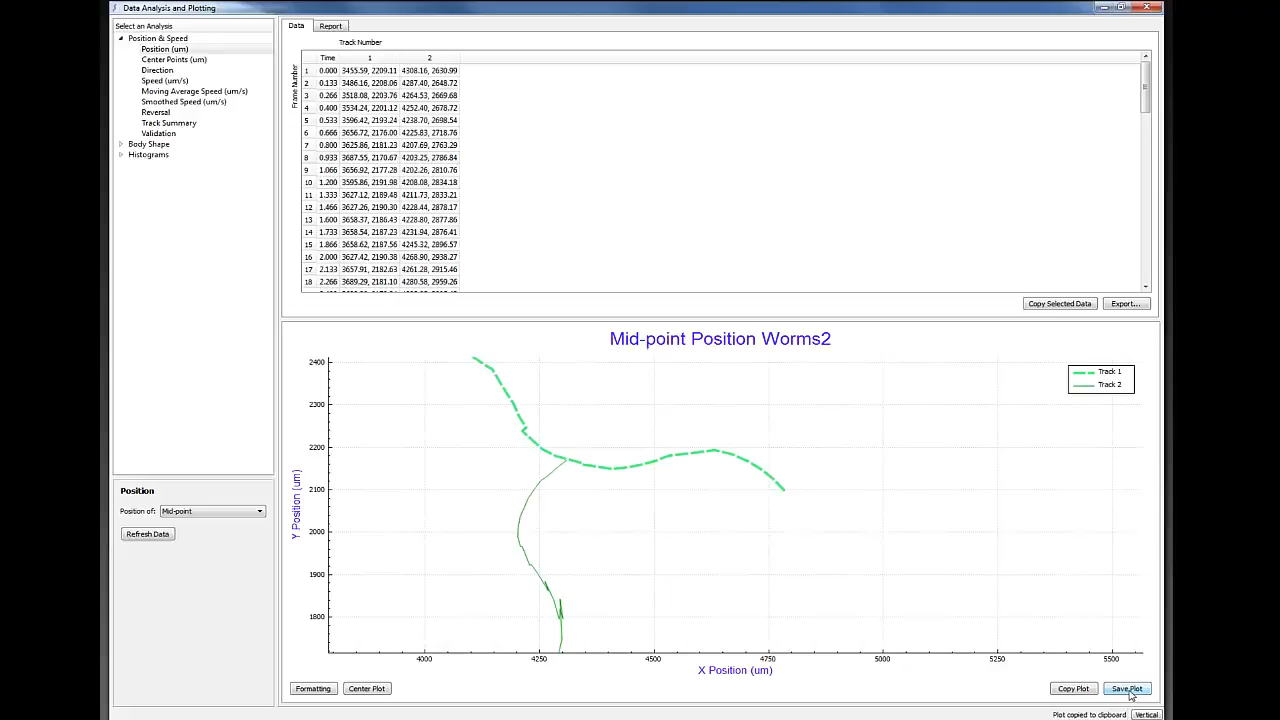 Data Analysis and Plotting
Select an Analysis
Position & Speed
Position (um)
Center Points (um)
Direction
Speed (um/s)
Moving Average Speed (um/s)
Smoothed Speed (um/s)
Reversal
Track Summary
Validation
Body Shape
Histograms
Position
Position of: Mid-point
Refresh Data
Data Report
Track Number
Frame Number
Time 1 2
1 0.000 3455.59, 2209.11 4308.16, 2630.99
2 0.133 3486.16, 2208.06 4287.40, 2648.72
3 0.266 3518.08, 2203.76 4264.53, 2669.68
4 0.400 3534.24, 2201.12 4252.40, 2678.72
5 0.533 3596.42, 2193.24 4238.70, 2698.54
6 0.666 3656.72, 2176.00 4225.83, 2718.76
7 0.800 3625.86, 2181.23 4207.69, 2763.29
8 0.933 3687.55, 2170.67 4203.25, 2786.84
9 1.066 3656.92, 2177.28 4202.26, 2810.76
10 1.200 3595.86, 2191.98 4208.08, 2834.18
11 1.333 3627.12, 2189.48 4211.73, 2833.21
12 1.466 3627.26, 2190.30 4228.44, 2878.17
13 1.600 3658.37, 2186.43 4228.80, 2877.86
14 1.733 3658.54, 2187.23 4231.94, 2876.41
15 1.866 3658.62, 2187.56 4245.32, 2896.57
16 2.000 3627.42, 2190.38 4268.90, 2938.27
17 2.133 3657.91, 2182.63 4261.28, 2915.46
18 2.266 3689.29, 2181.10 4280.58, 2959.26
Copy Selected Data Export...
Mid-point Position Worms2
Track 1
Track 2
2400
2300
2200
2100
2000
1900
1800
Y Position (um)
4000 4250 4500 4750 5000 5250 5500
X Position (um)
Formatting Center Plot Copy Plot Save Plot
Plot copied to clipboard Vertical